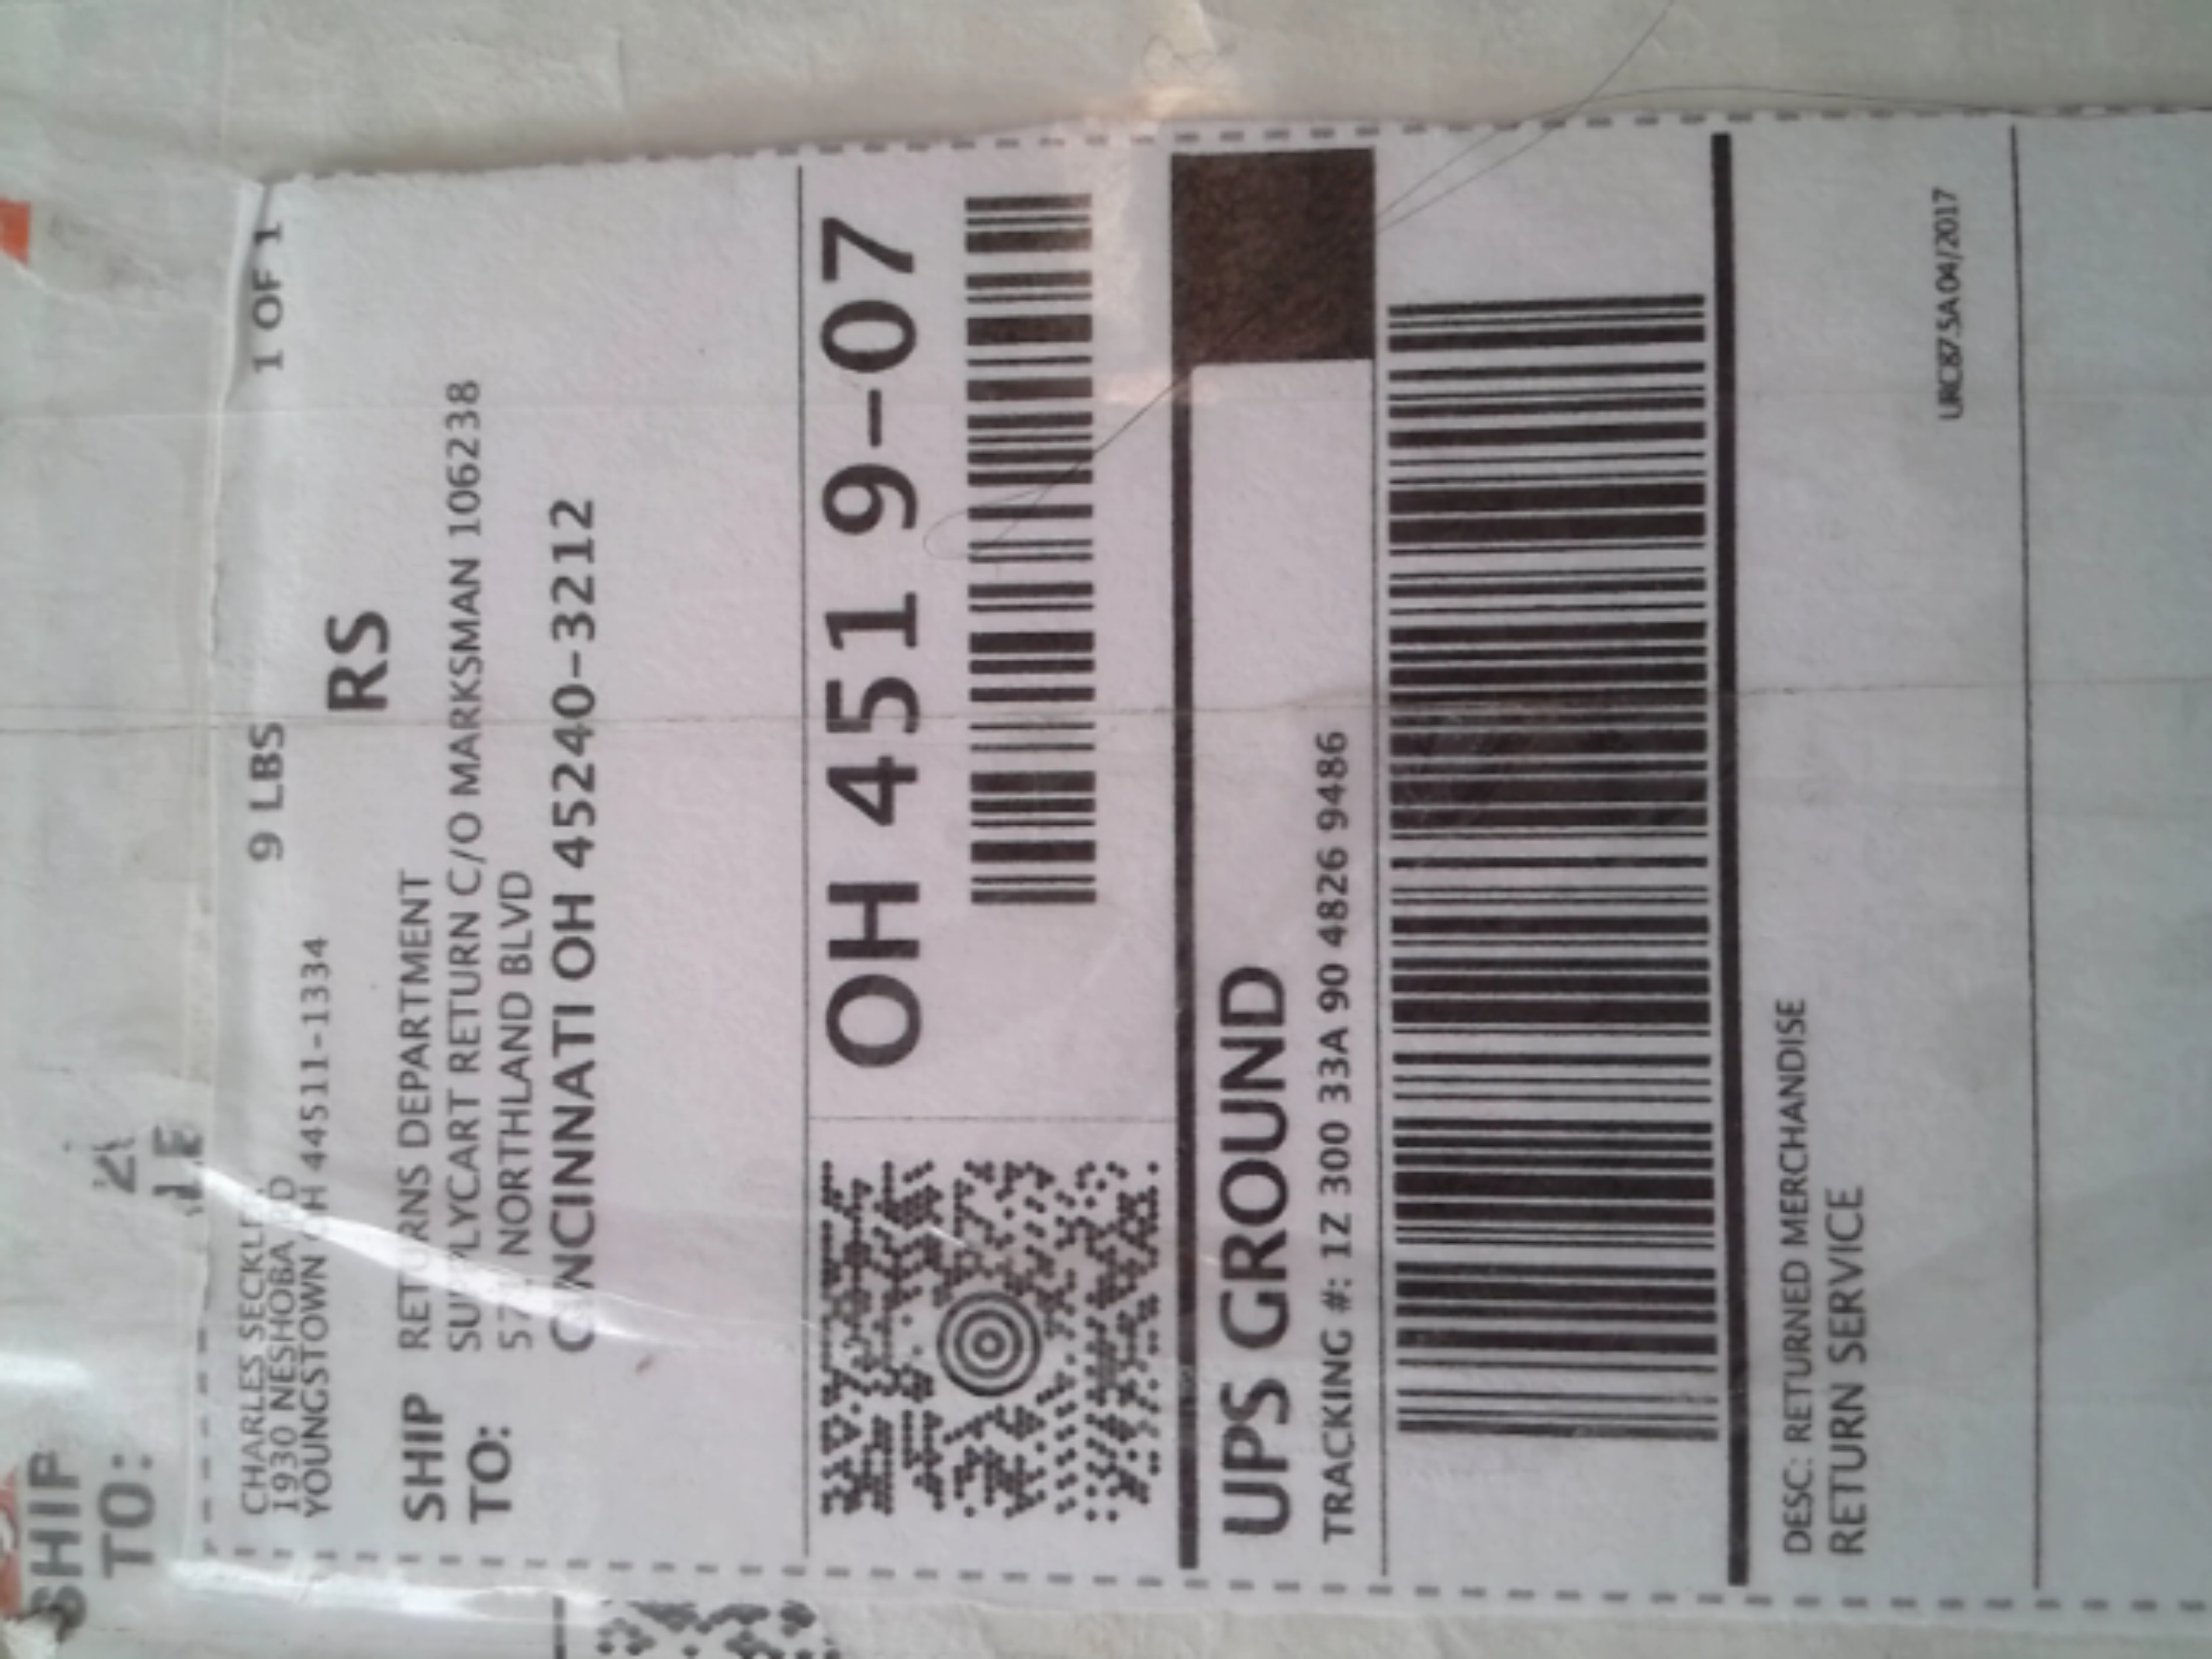 SHIP
TO:
9 LBS
1 OF 1
CHARLES
1930 NESHOBA
YOUNGSTOWN OH 44511-1334
RS
SHIP
TO:
RETURNS DEPARTMENT
SUPPLYCART RETURN C/O MARKSMAN 106238
NORTHLAND BLVD
CINCINNATI OH 45240-3212
OH 451 9-07
UPS GROUND
TRACKING #: 1Z 300 33A 90 4826 9486
DESC: RETURNED MERCHANDISE
RETURN SERVICE